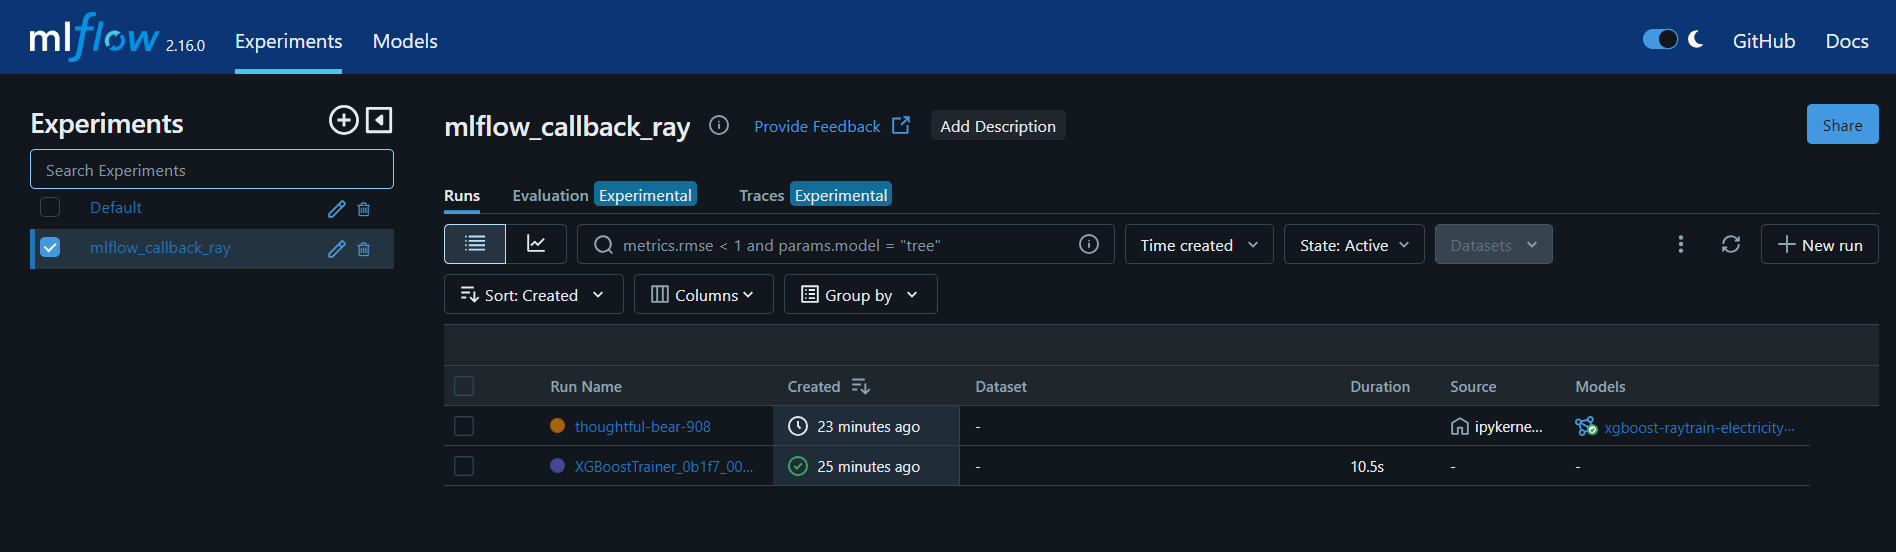 mlflow 2.16.0 Experiments Models GitHub Docs
Experiments
Search Experiments
Default
mlflow_callback_ray
mlflow_callback_ray Provide Feedback Add Description Share
Runs Evaluation Experimental Traces Experimental
metrics.rmse < 1 and params.model = "tree" Time created State: Active Datasets New run
Sort: Created Columns Group by
Run Name Created Dataset Duration Source Models
thoughtful-bear-908 23 minutes ago - ipykerne... xgboost-raytrain-electricity...
XGBoostTrainer_0b1f7_00... 25 minutes ago - 10.5s - -